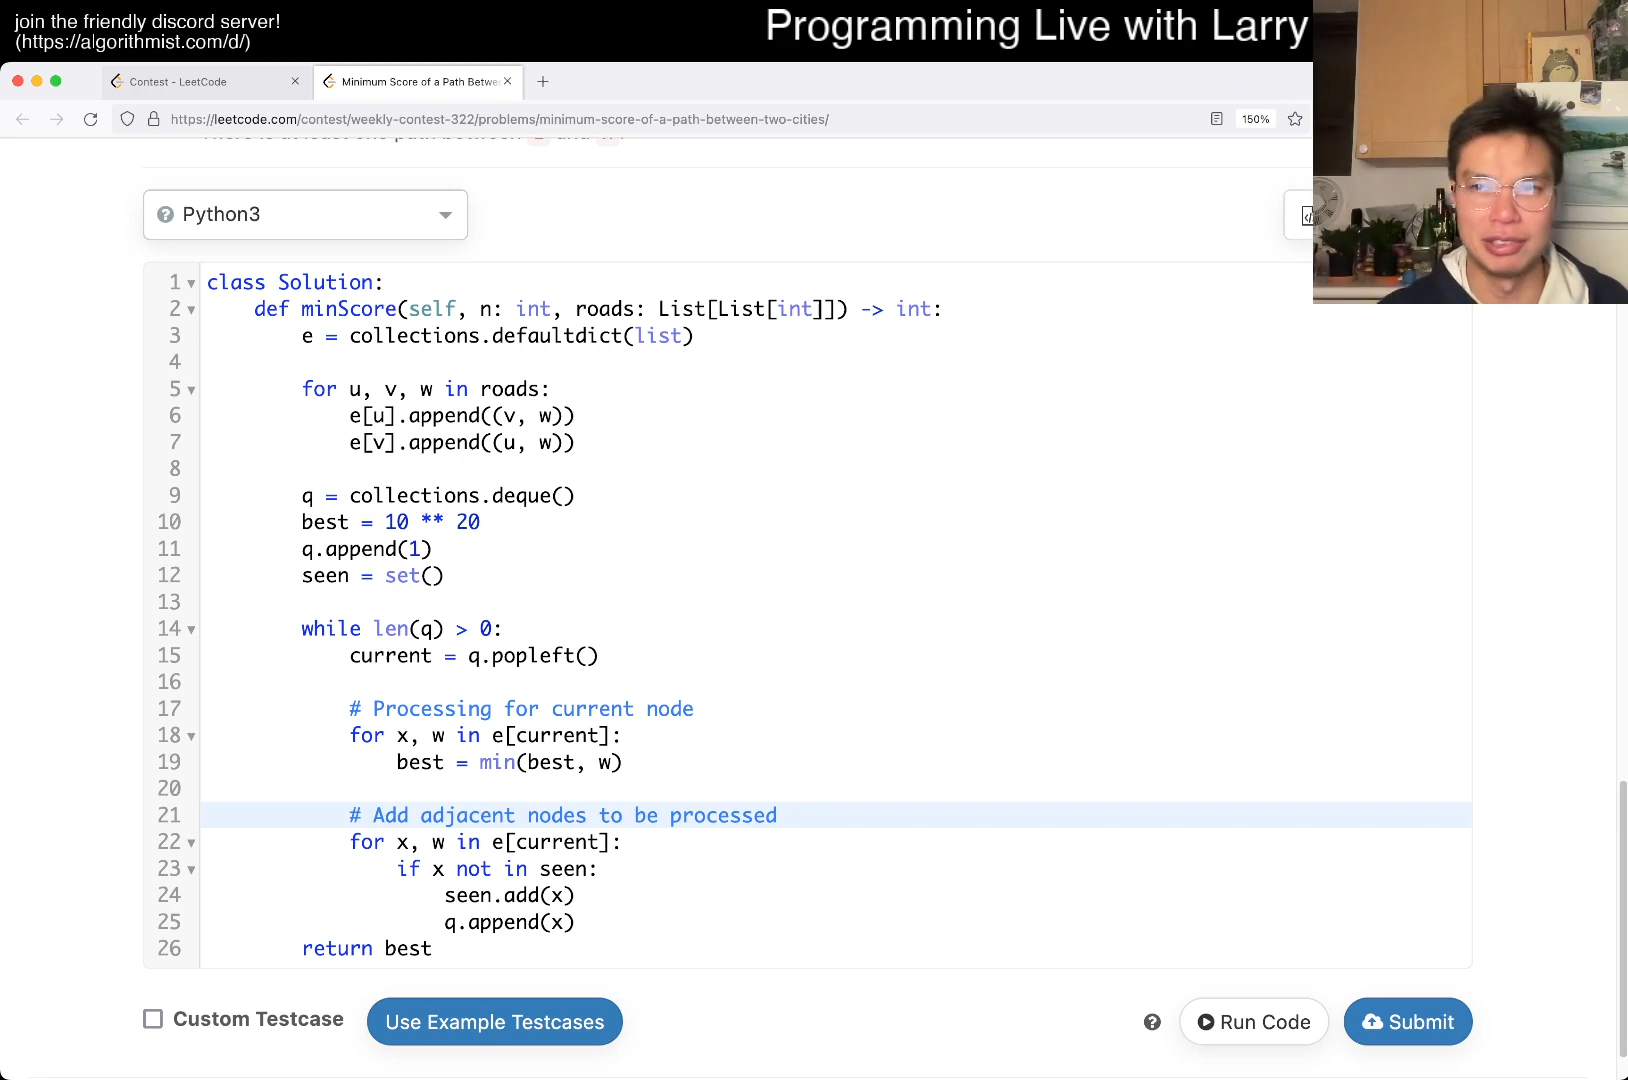 join the friendly discord server!
(https://algorithmist.com/d/)
Programming Live with Larry
Contest - LeetCode
Minimum Score of a Path Betwe
https://leetcode.com/contest/weekly-contest-322/problems/minimum-score-of-a-path-between-two-cities/
150%
Python3
1 class Solution:
2 def minScore(self, n: int, roads: List[List[int]]) -> int:
3 e = collections.defaultdict(list)
4
5 for u, v, w in roads:
6 e[u].append((v, w))
7 e[v].append((u, w))
8
9 q = collections.deque()
10 best = 10 ** 20
11 q.append(1)
12 seen = set()
13
14 while len(q) > 0:
15 current = q.popleft()
16
17 # Processing for current node
18 for x, w in e[current]:
19 best = min(best, w)
20
21 # Add adjacent nodes to be processed
22 for x, w in e[current]:
23 if x not in seen:
24 seen.add(x)
25 q.append(x)
26 return best
Custom Testcase
Use Example Testcases
Run Code
Submit